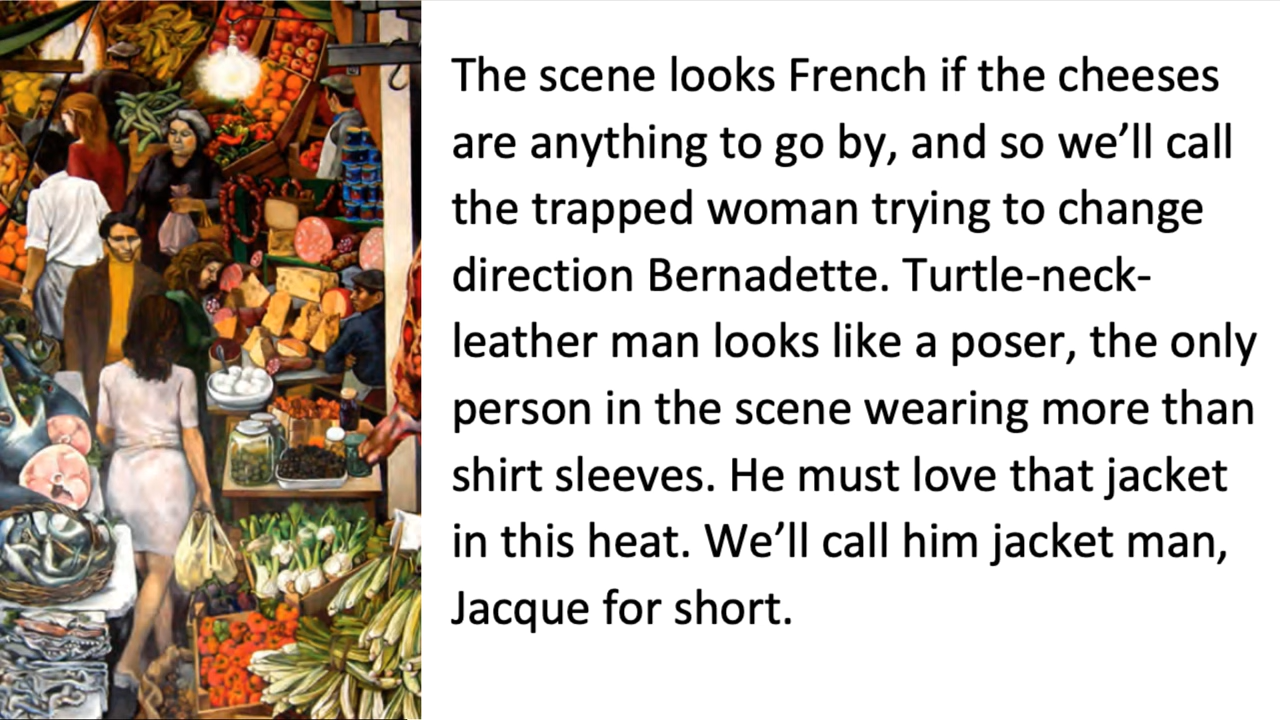 The scene looks French if the cheeses
are anything to go by, and so we’ll call
the trapped woman trying to change
direction Bernadette. Turtle-neck-
leather man looks like a poser, the only
person in the scene wearing more than
shirt sleeves. He must love that jacket
in this heat. We’ll call him jacket man,
Jacque for short.